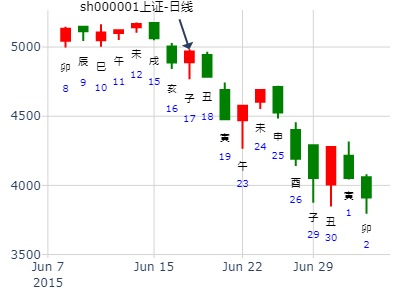 sh000001上证-日线
5000
4500
4000
3500
卯
8
辰
9
巳
10
午
11
未
12
戌
15
亥
16
子
17
丑
18
寅
19
午
23
未
24
申
25
酉
26
子
29
丑
30
寅
1
卯
2
Jun 7
2015
Jun 15
Jun 22
Jun 29